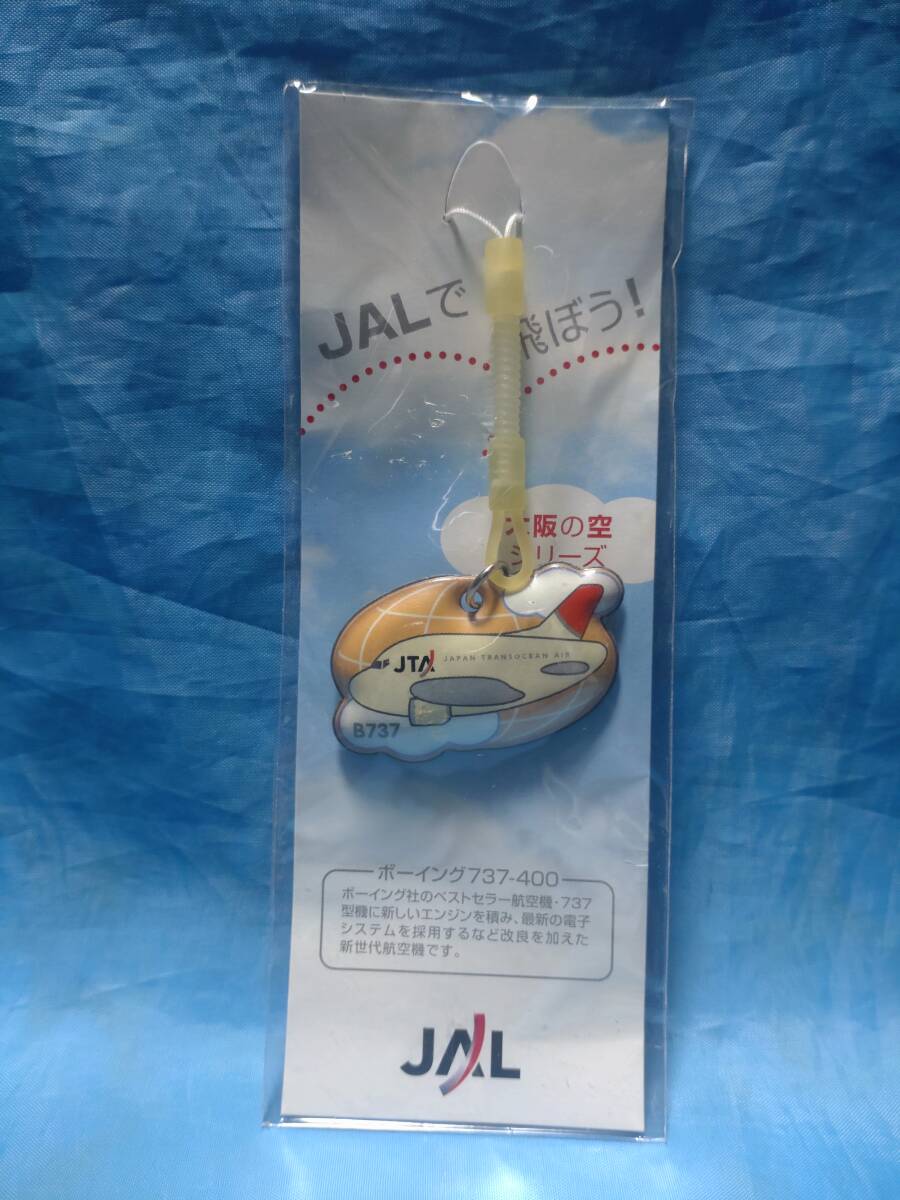 JALで飛ぼう!
大阪の空
シリーズ
JTA JAPAN TRANSOCEAN AIR
B737
ボーイング737-400
ボーイング社のベストセラー航空機・737
型機に新しいエンジンを積み、最新の電子
システムを採用するなど改良を加えた
新世代航空機です。
JAL